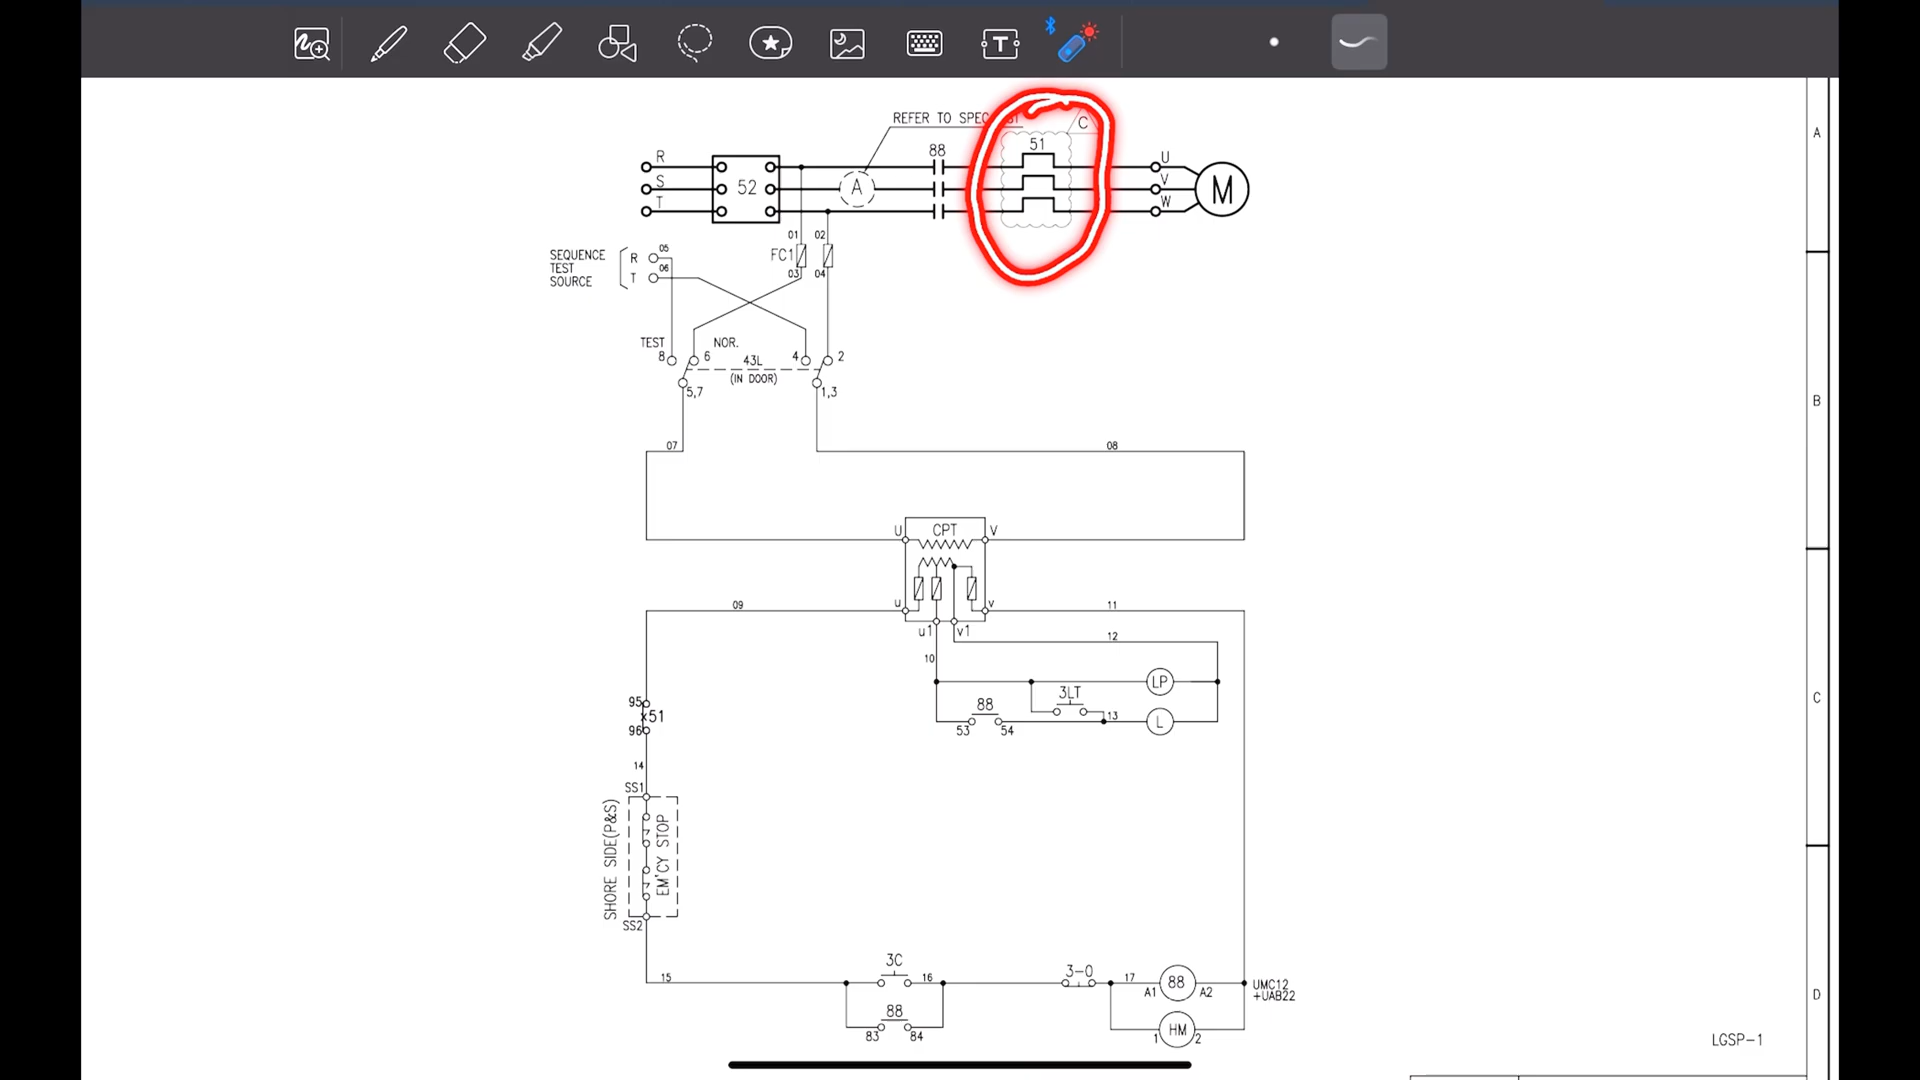 T
REFER TO SPEC
C
A
R
S
T
52
A
88
51
U
V
W
M
01
02
FC1
03
04
SEQUENCE
TEST
SOURCE
R
05
T
06
TEST
NOR.
8
6
43L
4
2
(IN DOOR)
5,7
1,3
B
07
08
U
CPT
V
u
v
09
11
u1
v1
12
10
LP
3LT
88
13
L
53
54
C
95
x51
96
14
SS1
SHORE SIDE(P&S)
EM'CY STOP
SS2
15
3C
16
3-0
17
88
A1
A2
UMC12
+UAB22
88
83
84
1
HM
2
D
LGSP-1